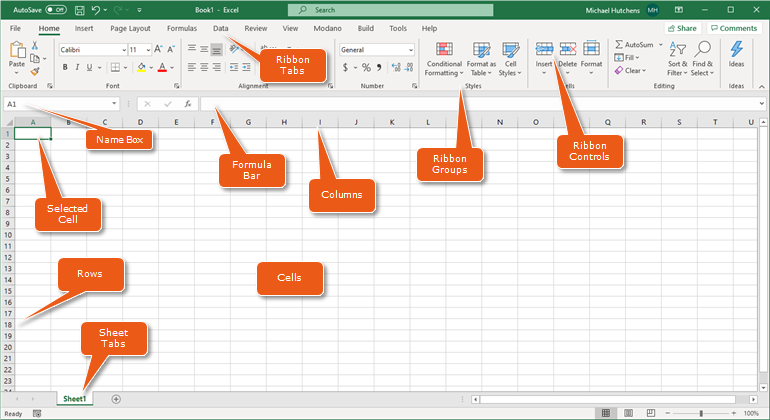 AutoSave Off Book1 - Excel Search Michael Hutchens MH
File Home Insert Page Layout Formulas Data Review View Modano Build Tools Help Share Comments
Paste
Calibri 11 A A
B I U A
General
$ % ,
Conditional Formatting
Format as Table
Cell Styles
Insert Delete Format
AutoSum
Fill
Clear
Sort & Filter
Find & Select
Ideas
Clipboard Font Alignment Number Styles Cells Editing Ideas
Ribbon
Tabs
A1 fx
A B C D E F G H I J K L M N O P Q R S T U
1
2
3
4
5
6
7
8
9
10
11
12
13
14
15
16
17
18
19
20
21
22
23
24
Name Box
Formula
Bar
Columns
Ribbon
Groups
Ribbon
Controls
Selected
Cell
Rows
Cells
Sheet
Tabs
Sheet1
Ready 100%